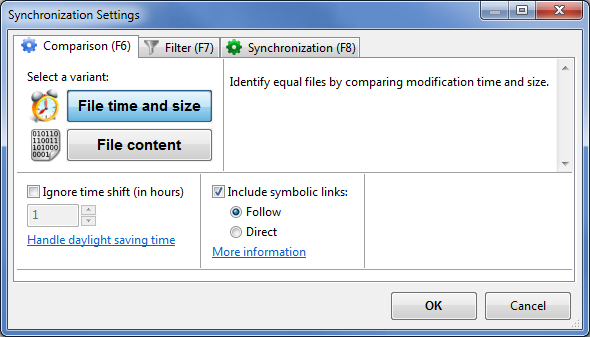 Synchronization Settings
Comparison (F6)
Filter (F7)
Synchronization (F8)
Select a variant:
File time and size
Identify equal files by comparing modification time and size.
010110
110011
101000
0001
File content
Ignore time shift (in hours)
1
Handle daylight saving time
Include symbolic links:
Follow
Direct
More information
OK
Cancel